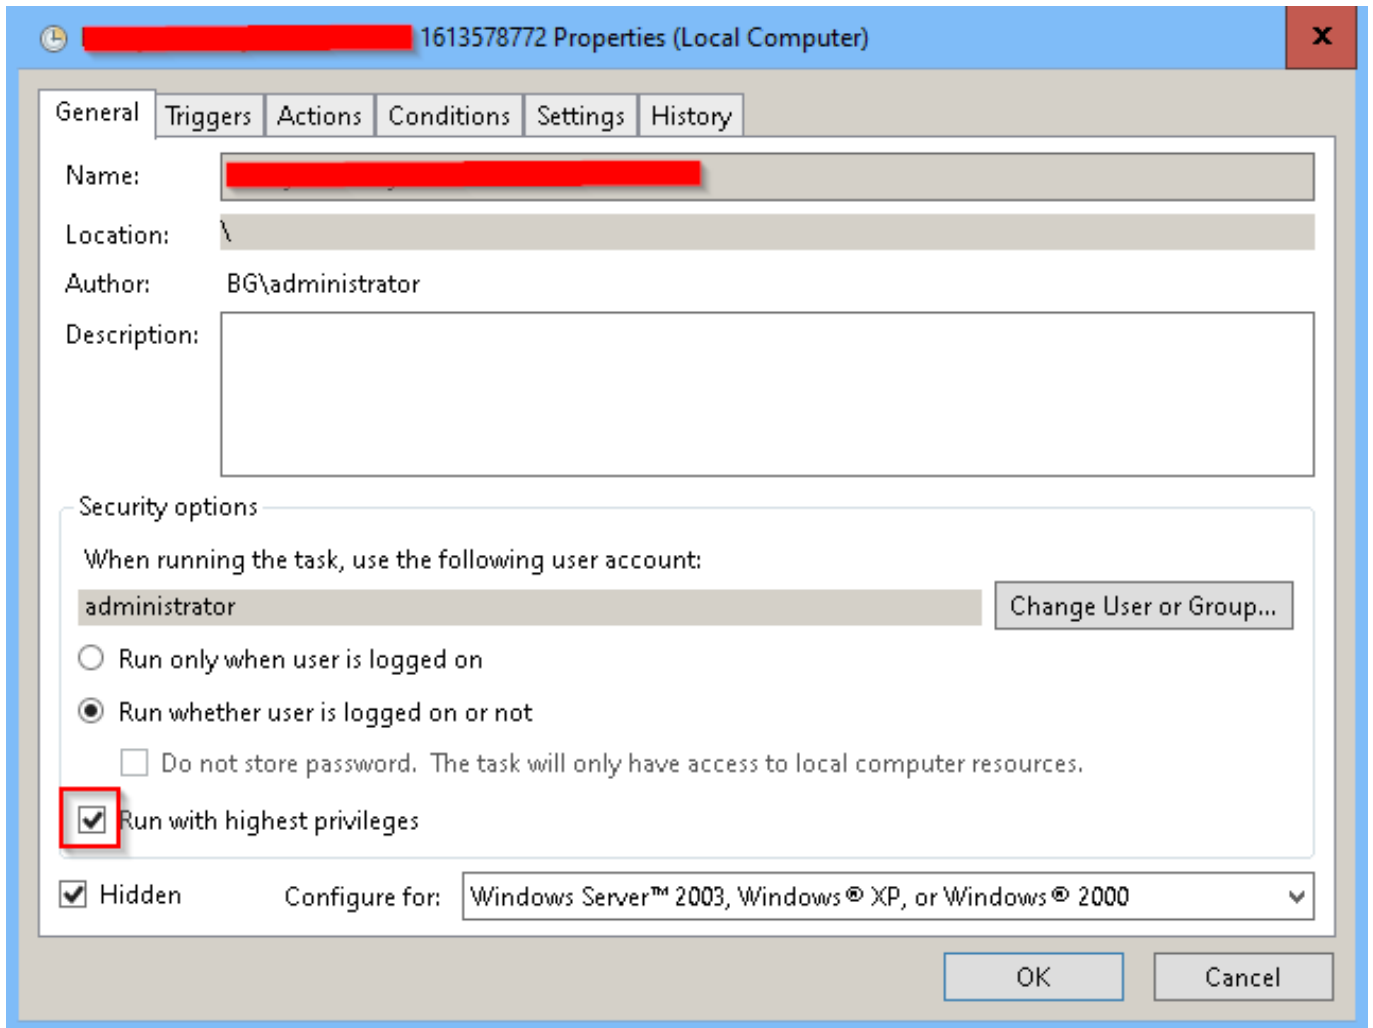 1613578772 Properties (Local Computer)
x
General Triggers Actions Conditions Settings History
Name:
Location: \
Author: BG\administrator
Description:
Security options
When running the task, use the following user account:
administrator Change User or Group...
Run only when user is logged on
Run whether user is logged on or not
Do not store password. The task will only have access to local computer resources.
Run with highest privileges
Hidden Configure for: Windows Server™ 2003, Windows® XP, or Windows® 2000
OK Cancel